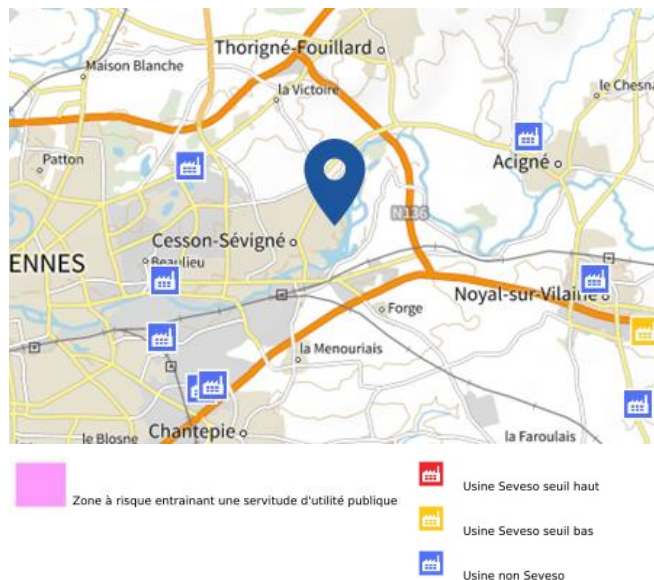 Thorigné-Fouillard
Maison Blanche
la Victoire
le Chesna
Patton
Acigné
N136
Cesson-Sévigné
ENNES
Beaulieu
Noyal-sur-Vilaine
Forge
la Menouriais
le Blosne
Chantepie
la Faroulais
Zone à risque entrainant une servitude d'utilité publique
Usine Seveso seuil haut
Usine Seveso seuil bas
Usine non Seveso